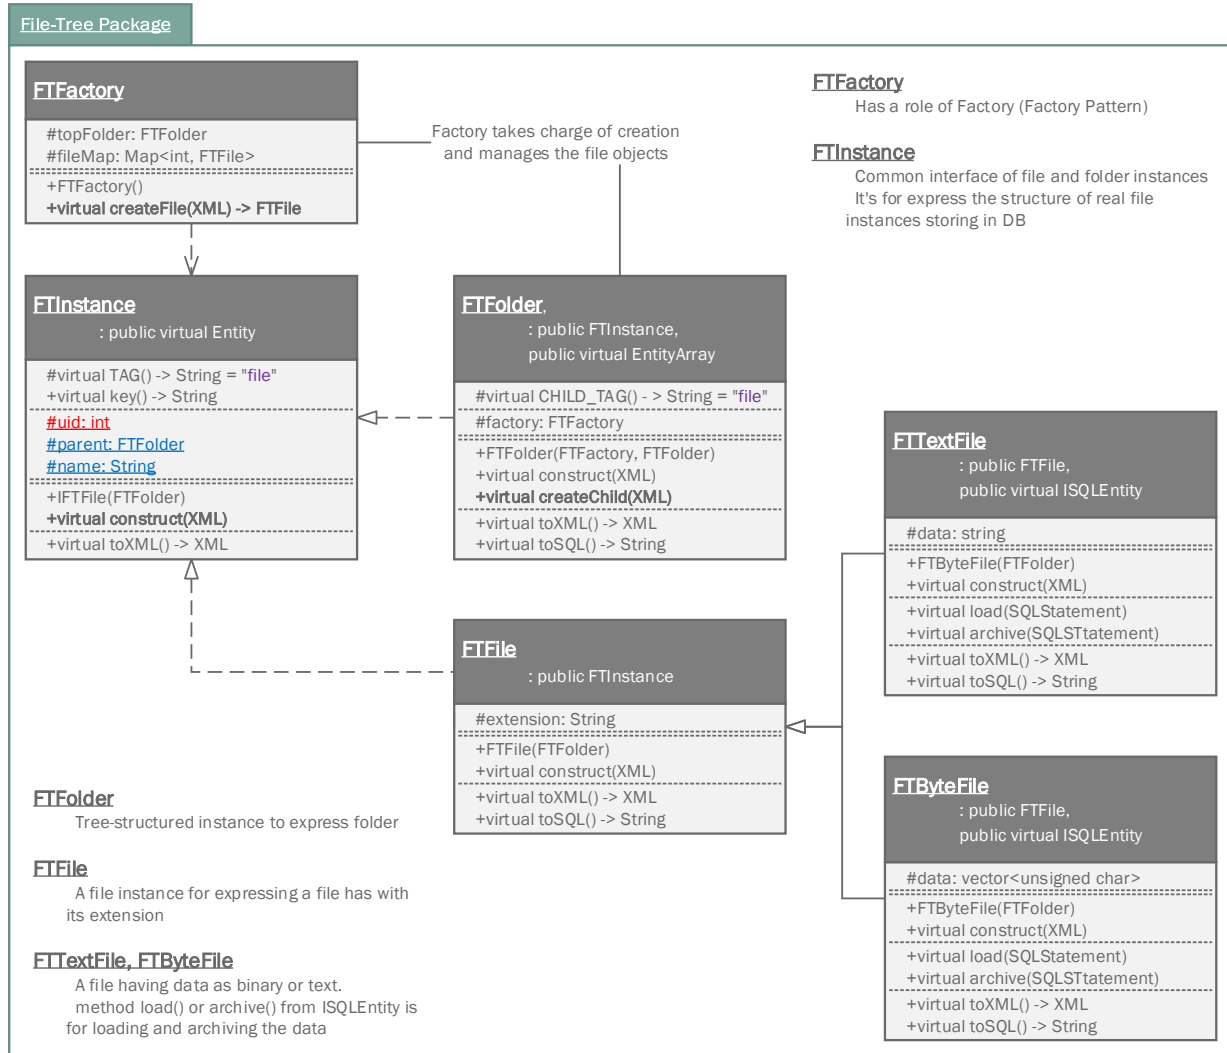 File-Tree Package
FTFactory
#topFolder: FTFolder
#fileMap: Map<int, FTFile>
+FTFactory()
+virtual createFile(XML) -> FTFile
Factory takes charge of creation
and manages the file objects
FTFactory
Has a role of Factory (Factory Pattern)
FTInstance
Common interface of file and folder instances
It's for express the structure of real file
instances storing in DB
FTInstance
: public virtual Entity
#virtual TAG() -> String = "file"
+virtual key() -> String
#uid: int
#parent: FTFolder
#name: String
+IFTFile(FTFolder)
+virtual construct(XML)
+virtual toXML() -> XML
FTFolder,
: public FTInstance,
public virtual EntityArray
#virtual CHILD_TAG() - > String = "file"
#factory: FTFactory
+FTFolder(FTFactory, FTFolder)
+virtual construct(XML)
+virtual createChild(XML)
+virtual toXML() -> XML
+virtual toSQL() -> String
FTTextFile
: public FTFile,
public virtual ISQLEntity
#data: string
+FTByteFile(FTFolder)
+virtual construct(XML)
+virtual load(SQLStatement)
+virtual archive(SQLSTtatement)
+virtual toXML() -> XML
+virtual toSQL() -> String
FTFile
: public FTInstance
#extension: String
+FTFile(FTFolder)
+virtual construct(XML)
+virtual toXML() -> XML
+virtual toSQL() -> String
FTByteFile
: public FTFile,
public virtual ISQLEntity
#data: vector<unsigned char>
+FTByteFile(FTFolder)
+virtual construct(XML)
+virtual load(SQLStatement)
+virtual archive(SQLSTtatement)
+virtual toXML() -> XML
+virtual toSQL() -> String
FTFolder
Tree-structured instance to express folder
FTFile
A file instance for expressing a file has with
its extension
FTTextFile, FTByteFile
A file having data as binary or text.
method load() or archive() from ISQLEntity is
for loading and archiving the data